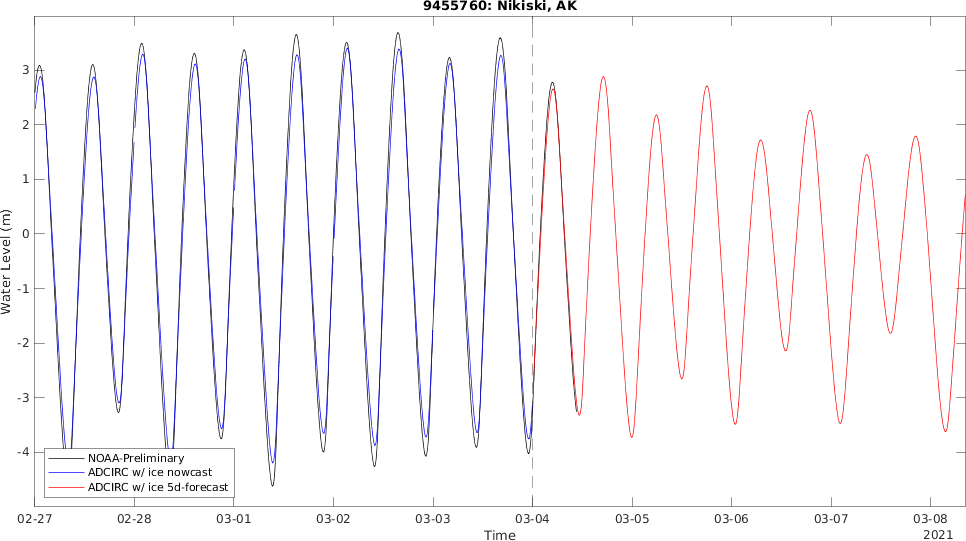 9455760: Nikiski, AK
3
2
1
0
-1
-2
-3
-4
Water Level (m)
NOAA-Preliminary
ADCIRC w/ ice nowcast
ADCIRC w/ ice 5d-forecast
02-27 02-28 03-01 03-02 03-03 03-04 03-05 03-06 03-07 03-08
Time 2021